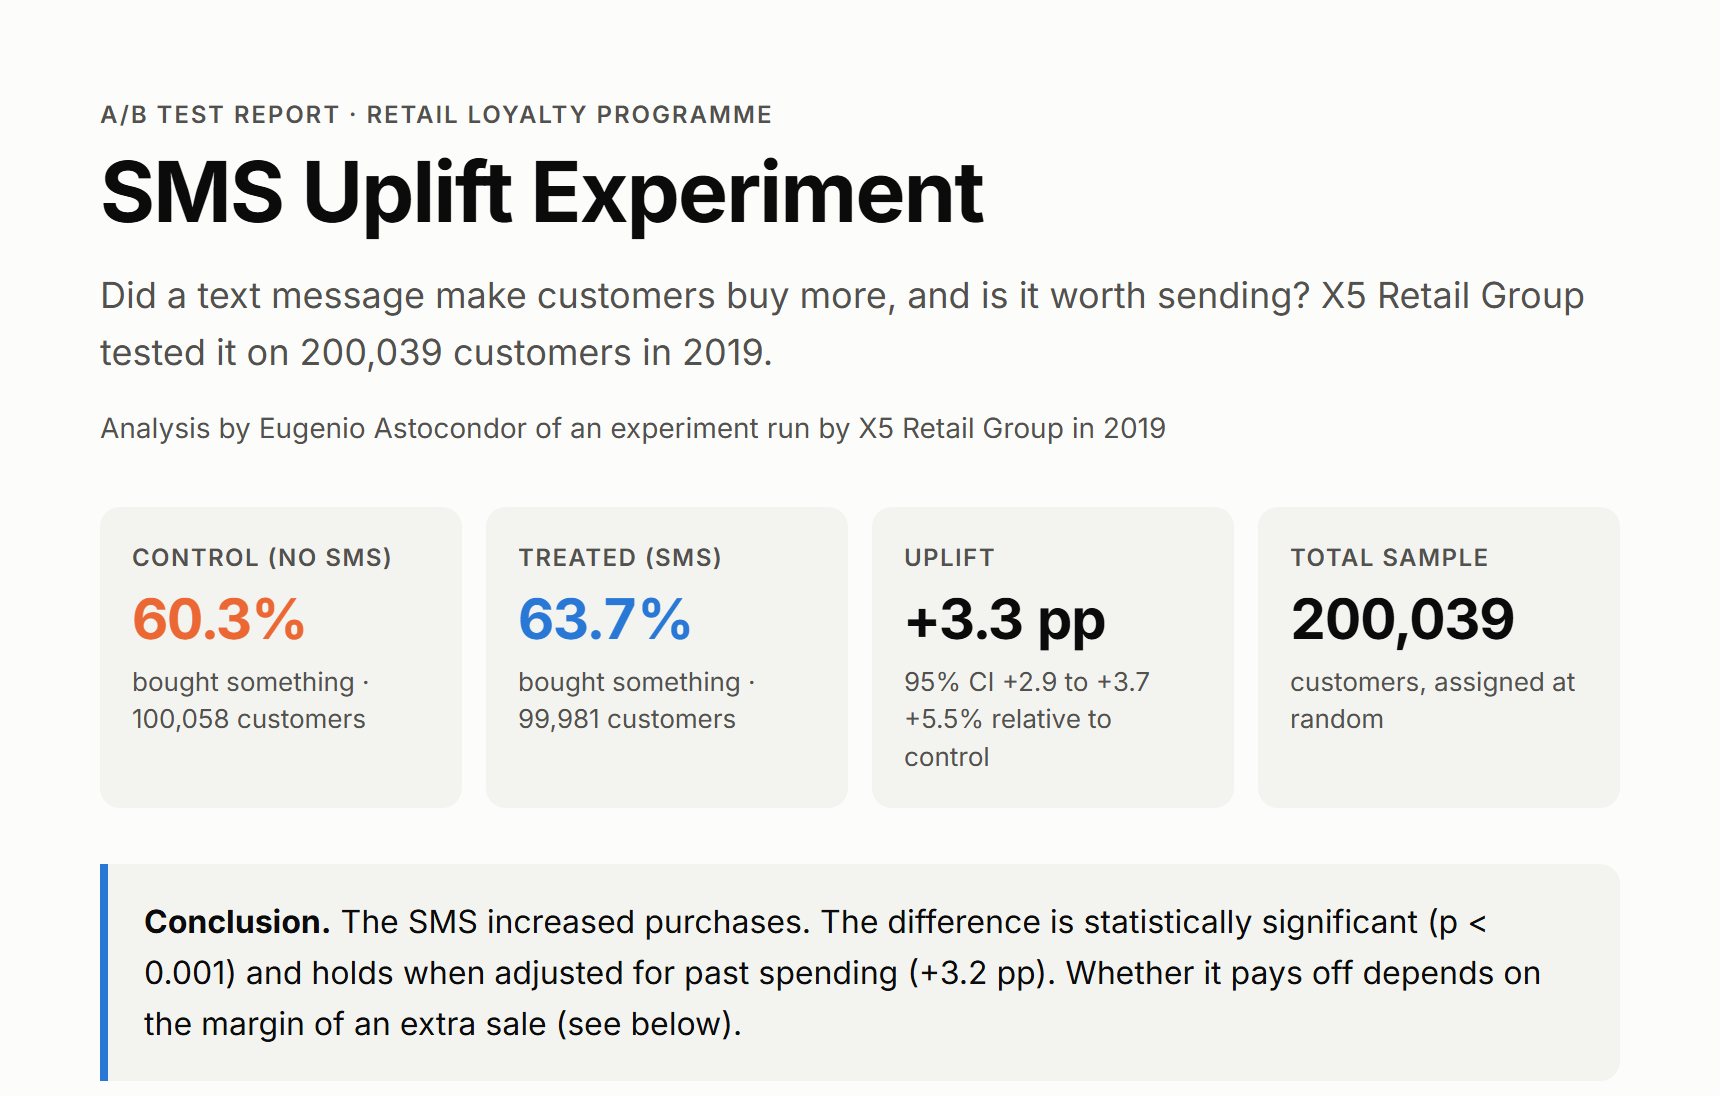 A/B TEST REPORT · RETAIL LOYALTY PROGRAMME
SMS Uplift Experiment
Did a text message make customers buy more, and is it worth sending? X5 Retail Group
tested it on 200,039 customers in 2019.
Analysis by Eugenio Astocondor of an experiment run by X5 Retail Group in 2019
CONTROL (NO SMS)
60.3%
bought something ·
100,058 customers
TREATED (SMS)
63.7%
bought something ·
99,981 customers
UPLIFT
+3.3 pp
95% CI +2.9 to +3.7
+5.5% relative to
control
TOTAL SAMPLE
200,039
customers, assigned at
random
Conclusion. The SMS increased purchases. The difference is statistically significant (p <
0.001) and holds when adjusted for past spending (+3.2 pp). Whether it pays off depends on
the margin of an extra sale (see below).